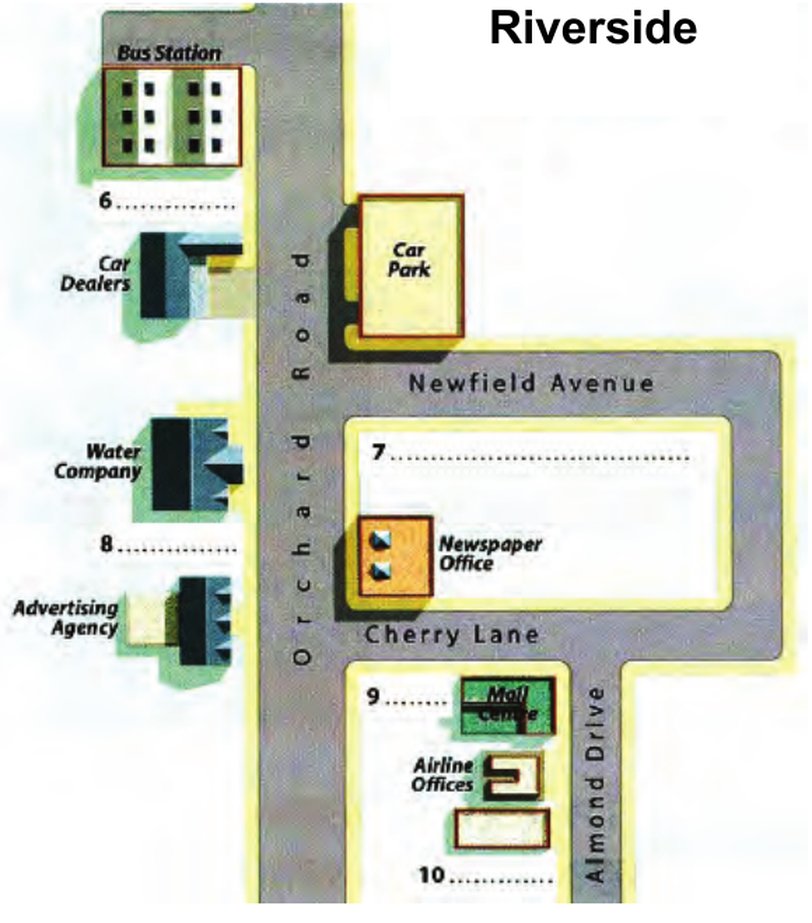 Riverside
Bus Station
6..............
Car
Dealers
Car
Park
Orchard Road
Newfield Avenue
Water
Company
7...................................
8..............
Newspaper
Office
Advertising
Agency
Cherry Lane
9........
Mail
Centre
Airline
Offices
Almond Drive
10............